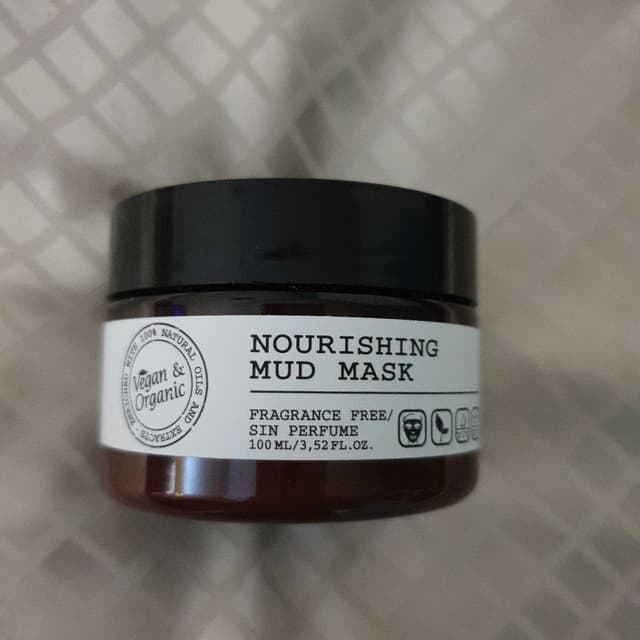 NOURISHING
MUD MASK
FRAGRANCE FREE/
SIN PERFUME
100 ML/3,52 FL.OZ.
ENRICHED WITH 100% NATURAL OILS AND EXTRACTS
Vegan &
Organic